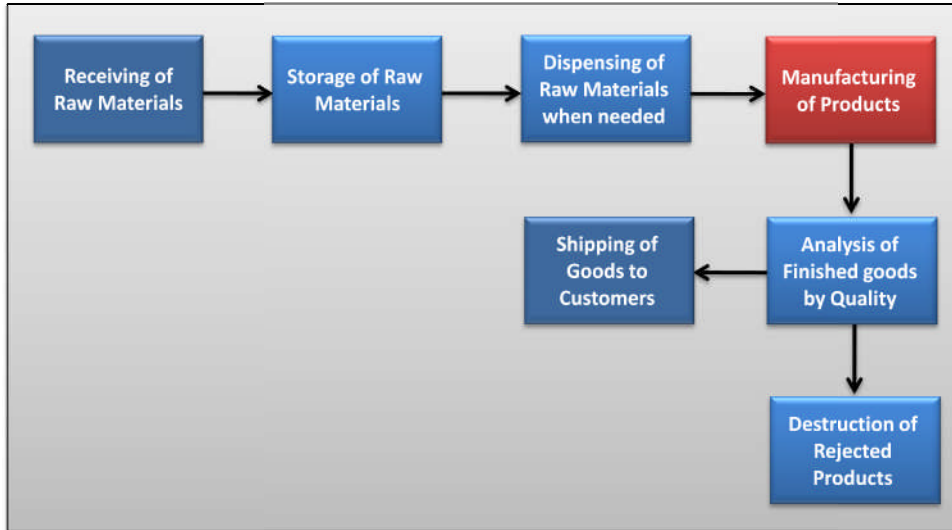 Receiving of
Raw Materials
Storage of Raw
Materials
Dispensing of
Raw Materials
when needed
Manufacturing
of Products
Shipping of
Goods to
Customers
Analysis of
Finished goods
by Quality
Destruction of
Rejected
Products